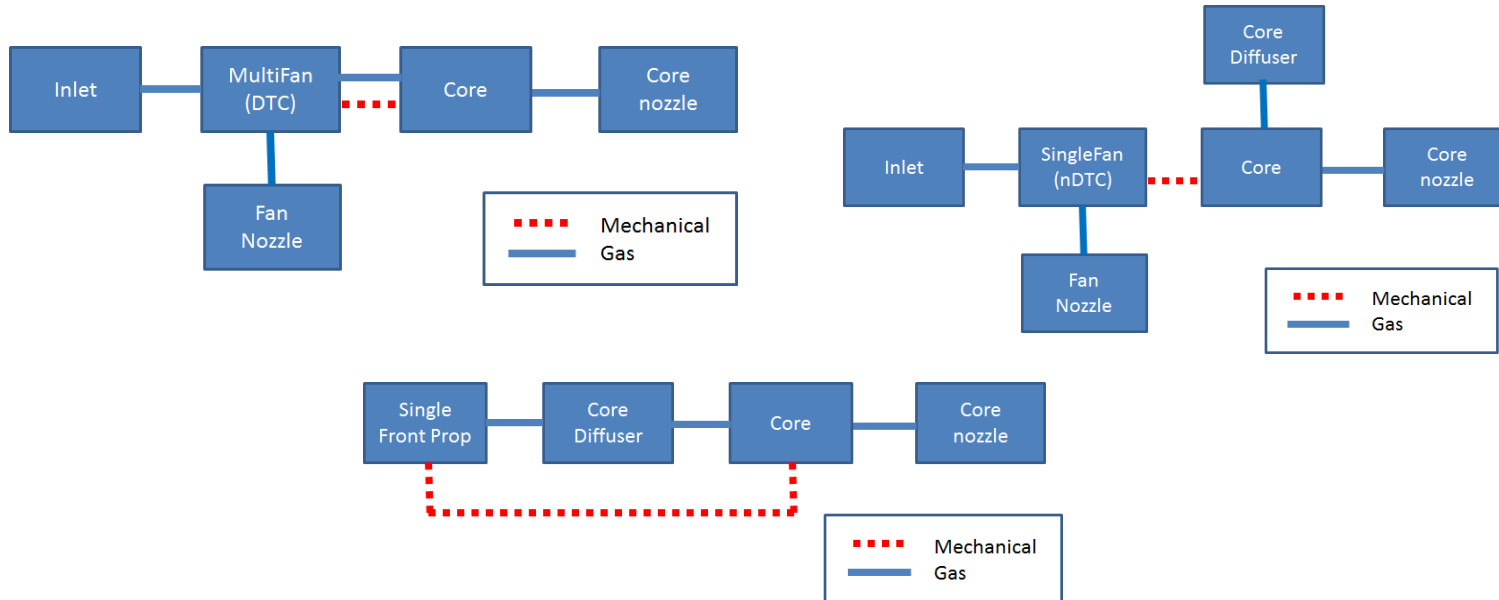 Inlet
MultiFan
(DTC)
Core
Core
nozzle
Fan
Nozzle
Mechanical
Gas
Core
Diffuser
Inlet
SingleFan
(nDTC)
Core
Core
nozzle
Fan
Nozzle
Mechanical
Gas
Single
Front Prop
Core
Diffuser
Core
Core
nozzle
Mechanical
Gas